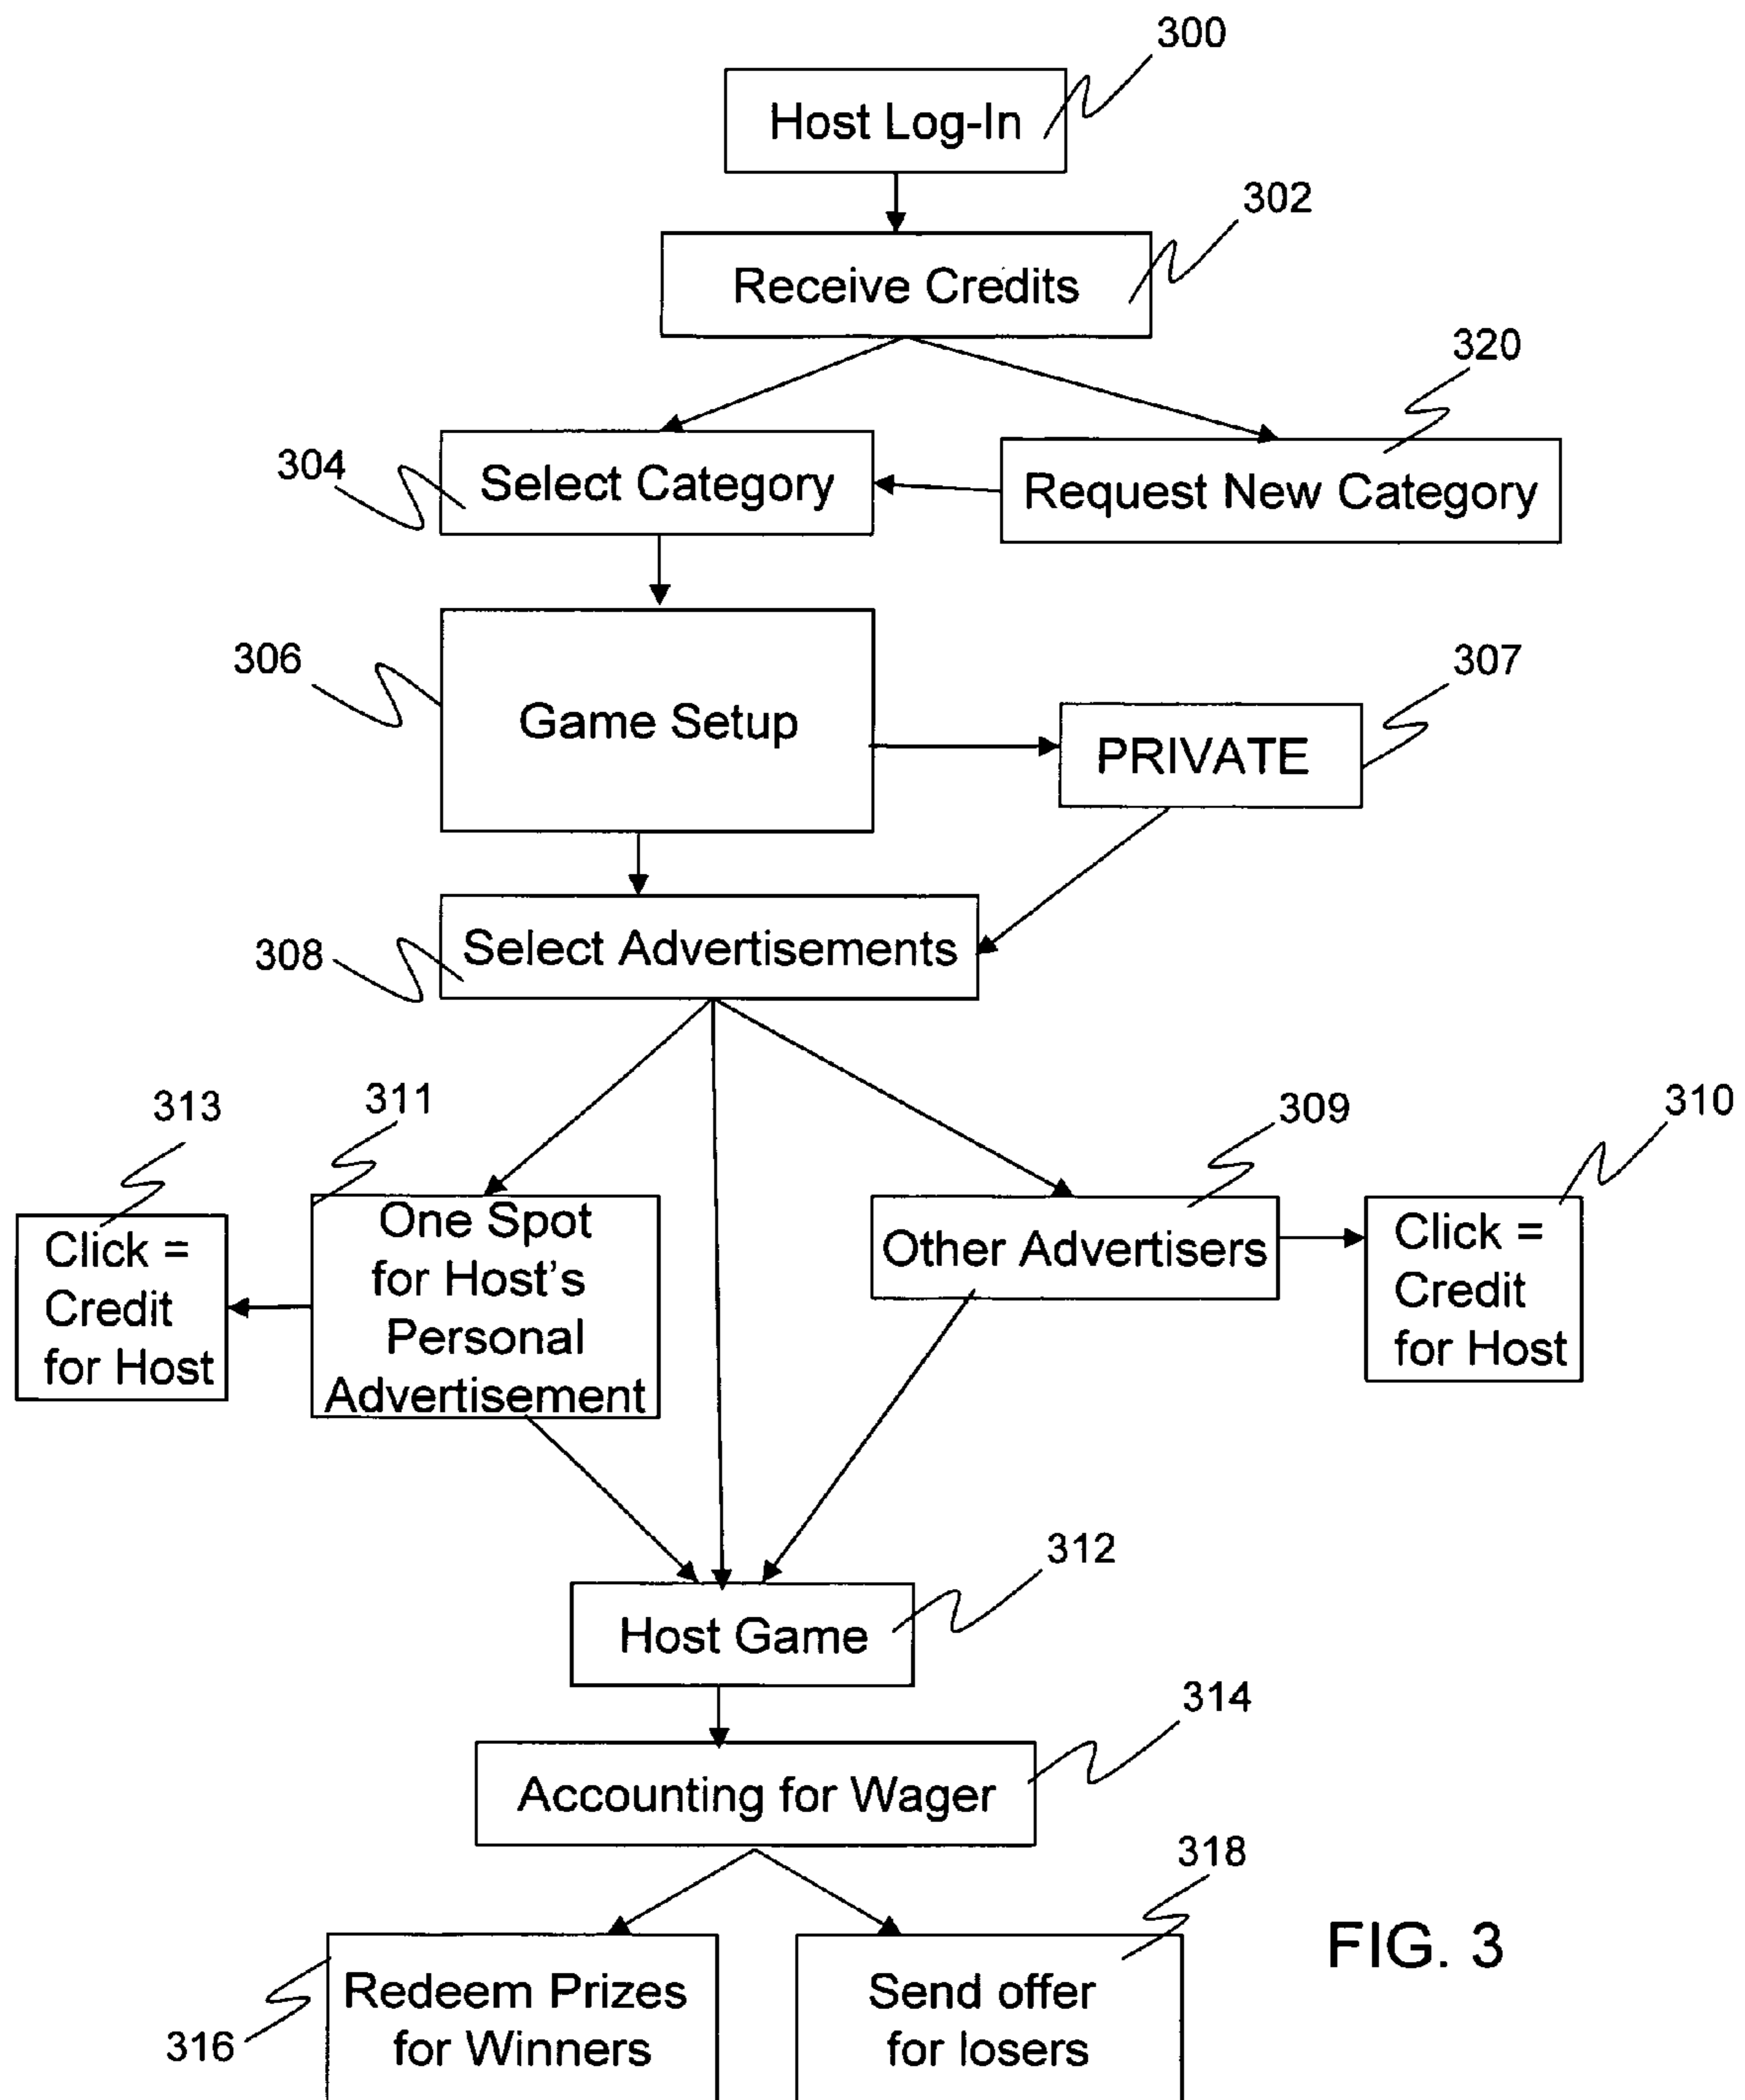 300
Host Log-In
302
Receive Credits
320
304
Select Category
Request New Category
306
307
Game Setup
PRIVATE
308
Select Advertisements
313
311
309
310
Click =
Credit
for Host
One Spot
for Host's
Personal
Advertisement
Other Advertisers
Click =
Credit
for Host
312
Host Game
314
Accounting for Wager
318
316
Redeem Prizes
for Winners
Send offer
for losers
FIG. 3